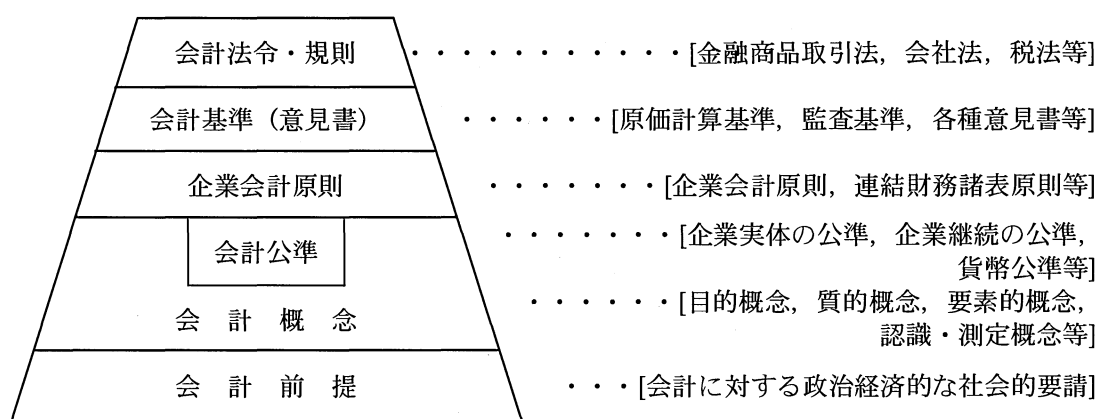 会計法令・規則 ・・・・・・・・・・・[金融商品取引法，会社法，税法等]
会計基準（意見書） ・・・・・・[原価計算基準，監査基準，各種意見書等]
企業会計原則 ・・・・・・・[企業会計原則，連結財務諸表原則等]
会計公準 ・・・・・・・[企業実体の公準，企業継続の公準，
貨幣公準等]
会計概念 ・・・・・・[目的概念，質的概念，要素的概念，
認識・測定概念等]
会計前提 ・・・[会計に対する政治経済的な社会的要請]